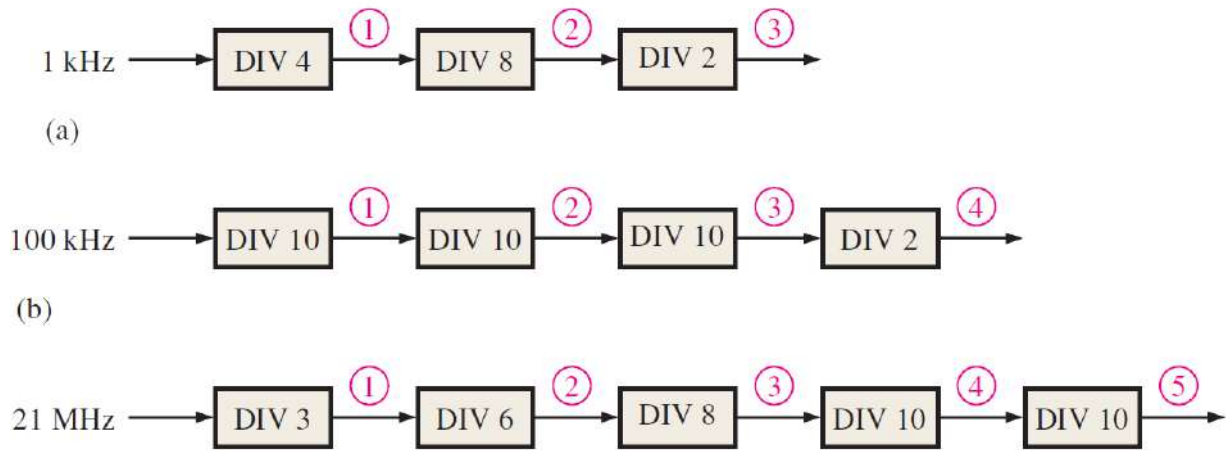 ① ② ③
1 kHz DIV 4 DIV 8 DIV 2
(a)
① ② ③ ④
100 kHz DIV 10 DIV 10 DIV 10 DIV 2
(b)
① ② ③ ④ ⑤
21 MHz DIV 3 DIV 6 DIV 8 DIV 10 DIV 10